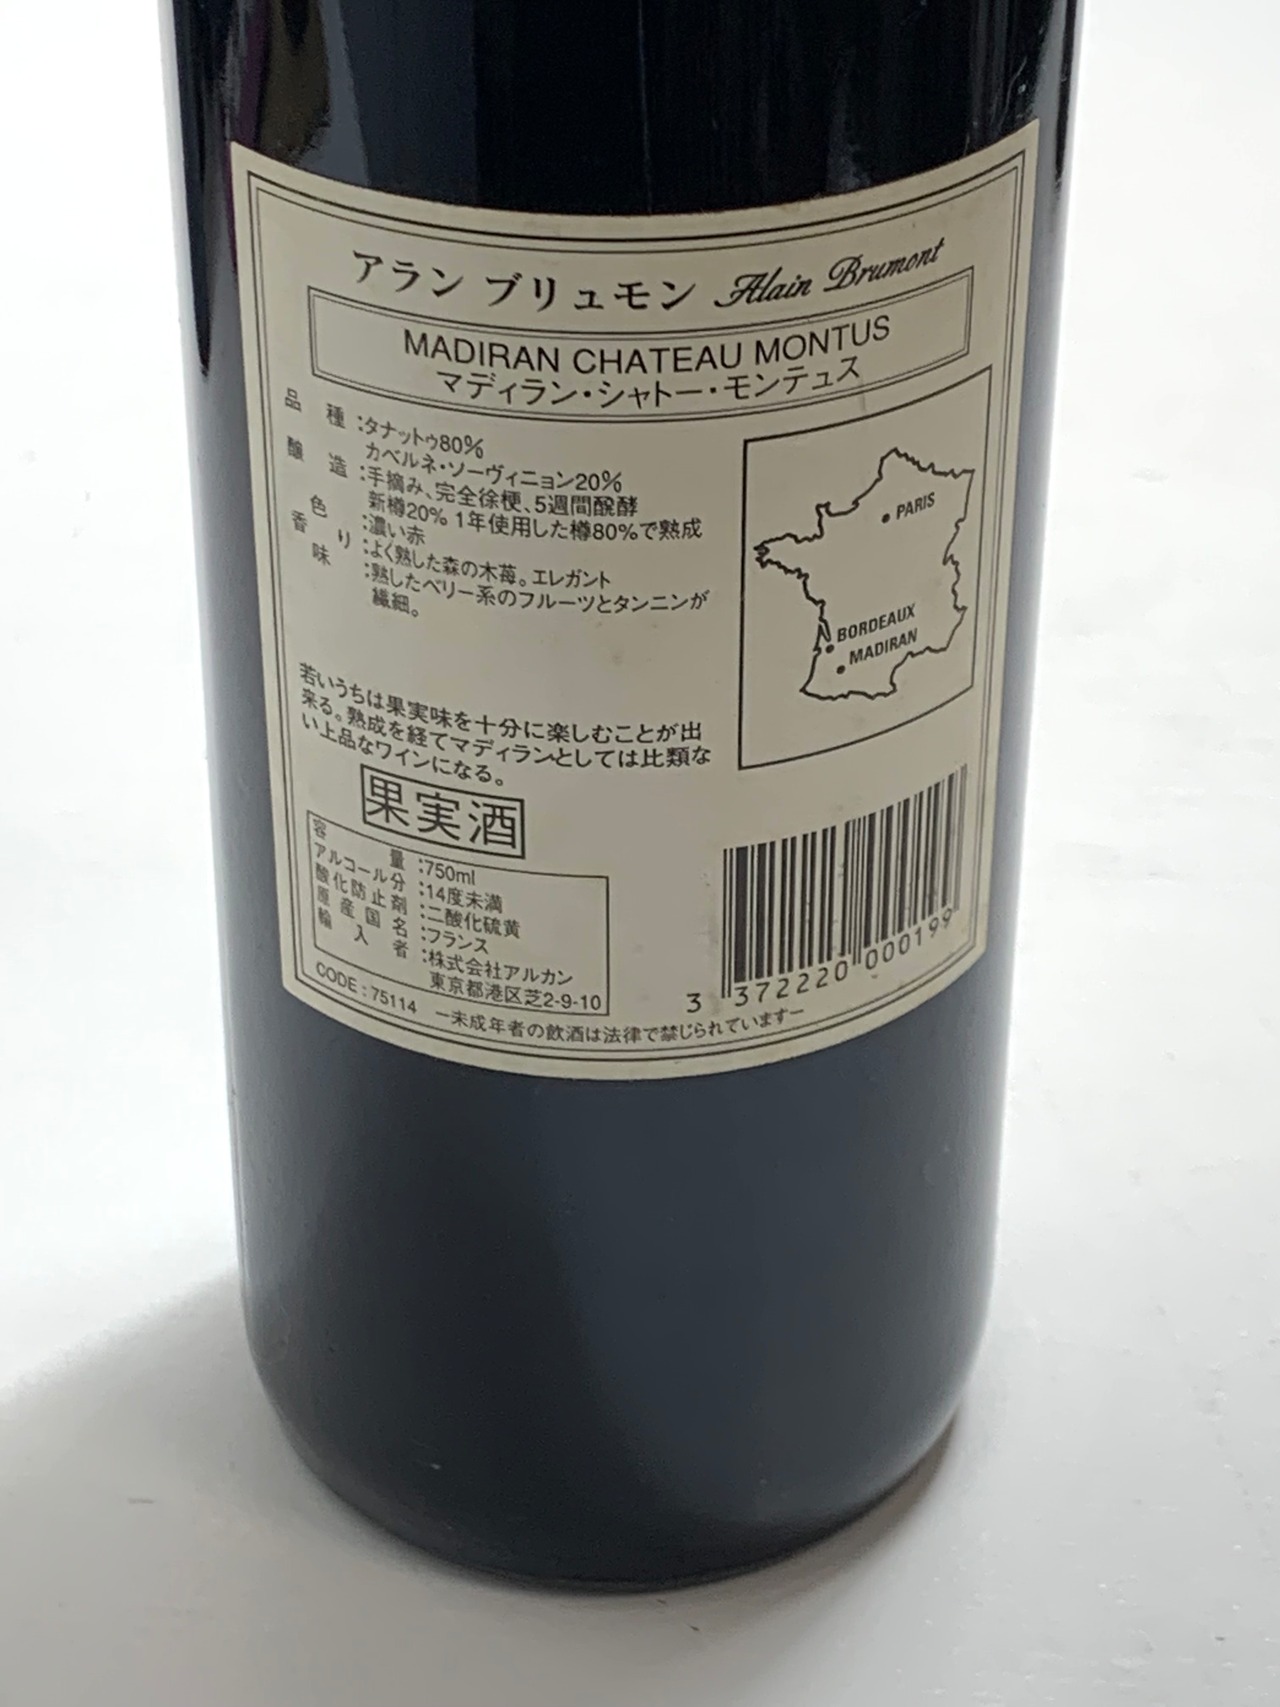 アラン ブリュモン Alain Brumont
MADIRAN CHATEAU MONTUS
マディラン・シャトー・モンテュス
品種:タナットゥ80%
カベルネ・ソーヴィニョン20%
醸造:手摘み、完全徐梗、5週間醗酵
新樽20% 1年使用した樽80%で熟成
色:濃い赤
香り:よく熟した森の木苺。エレガント
味:熟したベリー系のフルーツとタンニンが
繊細。
PARIS
BORDEAUX
MADIRAN
若いうちは果実味を十分に楽しむことが出
来る。熟成を経てマディランとしては比類な
い上品なワインになる。
果実酒
容量:750ml
アルコール分:14度未満
酸化防止剤:二酸化硫黄
原産国名:フランス
輸入者:株式会社アルカン
東京都港区芝2-9-10
CODE:75114
3 372220 000199
ー未成年者の飲酒は法律で禁じられていますー